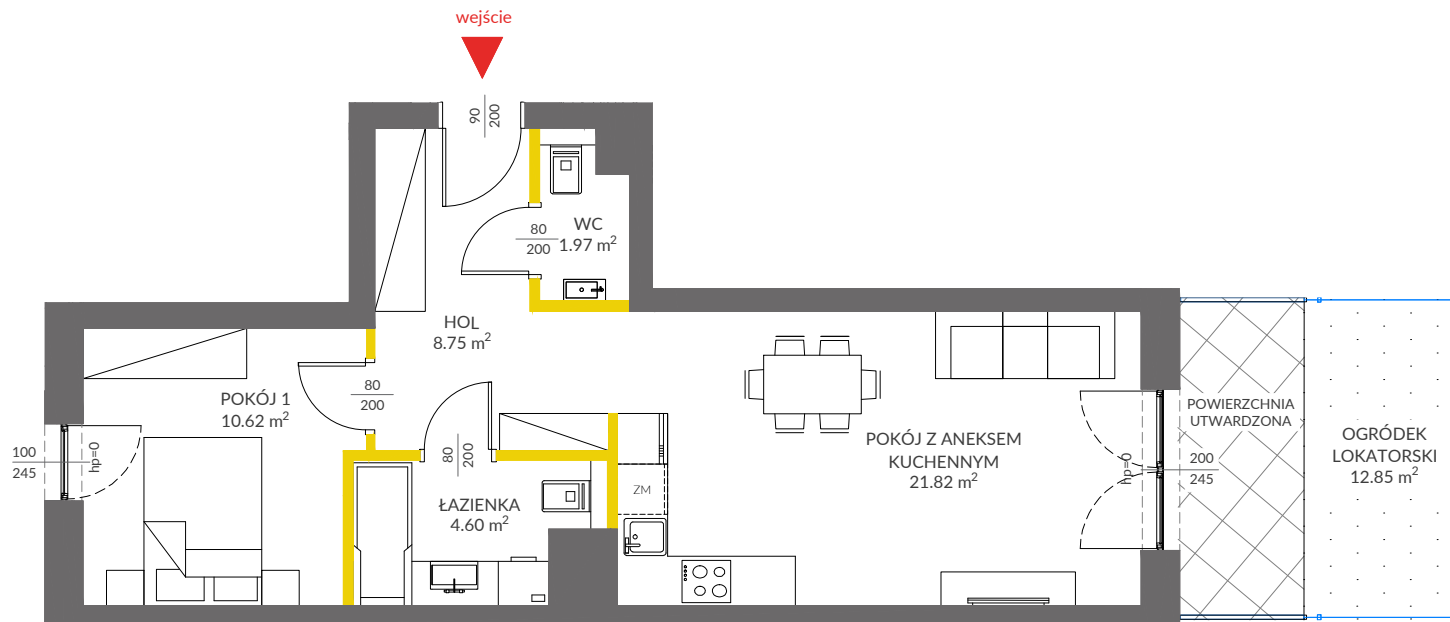 wejście
90
200
WC
1.97 m²
80
200
HOL
8.75 m²
POKÓJ 1
10.62 m²
80
200
100
245
hp=0
80
200
ŁAZIENKA
4.60 m²
ZM
POKÓJ Z ANEKSEM
KUCHENNYM
21.82 m²
hp=0
200
245
POWIERZCHNIA
UTWARDZONA
OGRÓDEK
LOKATORSKI
12.85 m²